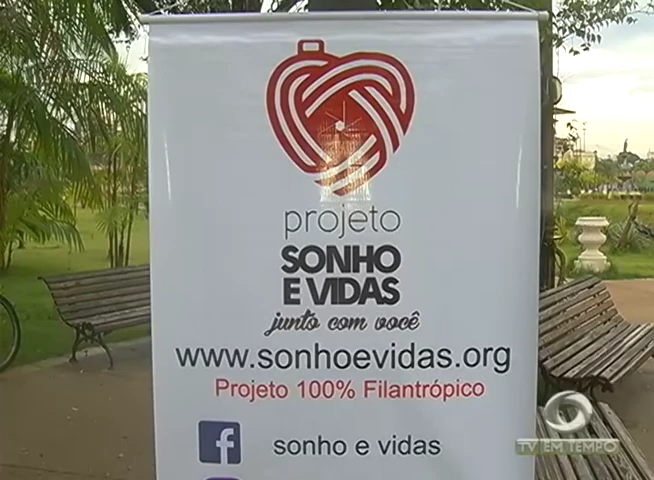 projeto
SONHO
E VIDAS
junto com você
www.sonhoevidas.org
Projeto 100% Filantrópico
f sonho e vidas
TV EM TEMPO